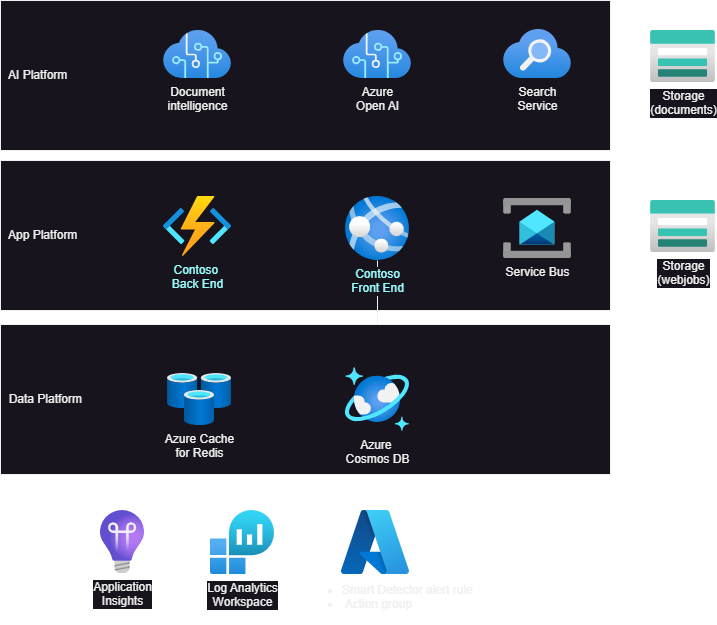 AI Platform
Document
intelligence
Azure
Open AI
Search
Service
Storage
(documents)
App Platform
Contoso
Back End
Contoso
Front End
Service Bus
Storage
(webjobs)
Data Platform
Azure Cache
for Redis
Azure
Cosmos DB
Application
Insights
Log Analytics
Workspace
• Smart Detector alert rule
• Action group